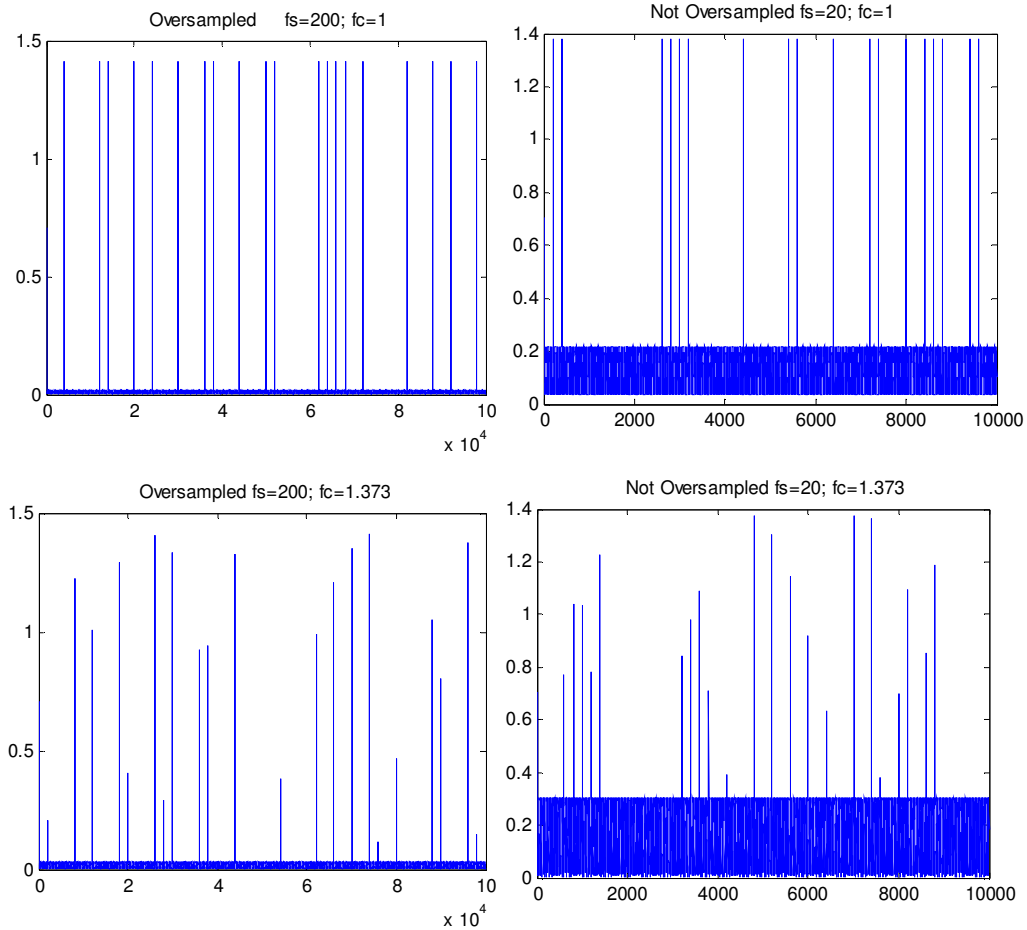 Oversampled fs=200; fc=1
1.5
1
0.5
0
0 2 4 6 8 10
x 10^4
Not Oversampled fs=20; fc=1
1.4
1.2
1
0.8
0.6
0.4
0.2
0
0 2000 4000 6000 8000 10000
Oversampled fs=200; fc=1.373
1.5
1
0.5
0
0 2 4 6 8 10
x 10^4
Not Oversampled fs=20; fc=1.373
1.4
1.2
1
0.8
0.6
0.4
0.2
0
0 2000 4000 6000 8000 10000